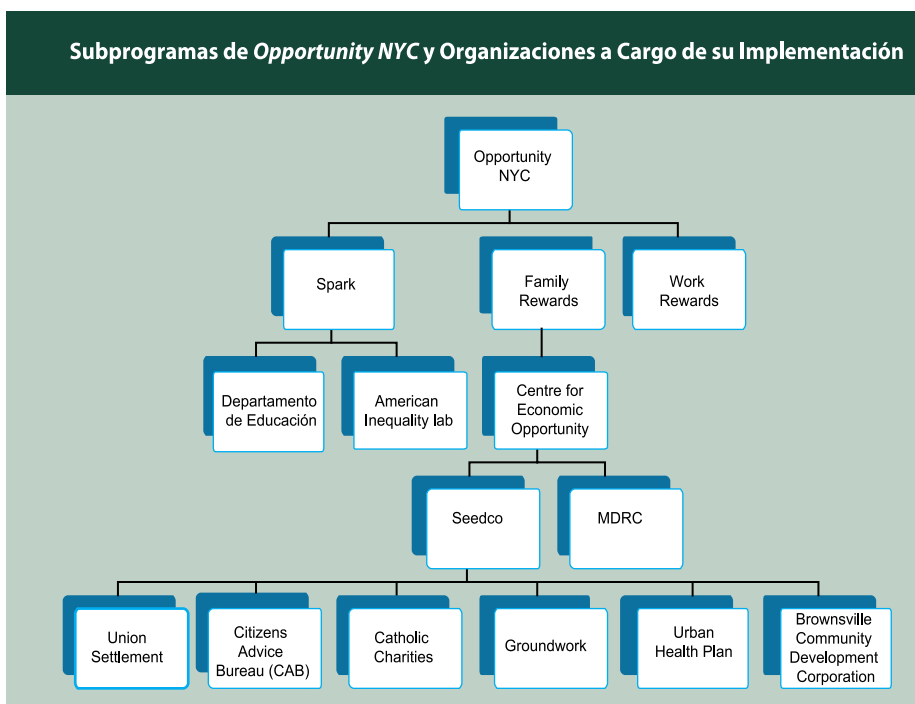 Subprogramas de Opportunity NYC y Organizaciones a Cargo de su Implementación
Opportunity
NYC
Spark
Family
Rewards
Work
Rewards
Departamento
de Educación
American
Inequality lab
Centre for
Economic
Opportunity
Seedco
MDRC
Union
Settlement
Citizens
Advice
Bureau (CAB)
Catholic
Charities
Groundwork
Urban
Health Plan
Brownsville
Community
Development
Corporation